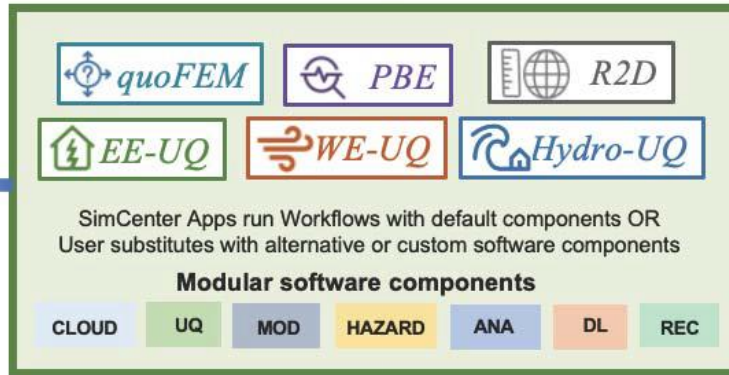 quoFEM PBE R2D
EE-UQ WE-UQ Hydro-UQ
SimCenter Apps run Workflows with default components OR
User substitutes with alternative or custom software components
Modular software components
CLOUD UQ MOD HAZARD ANA DL REC